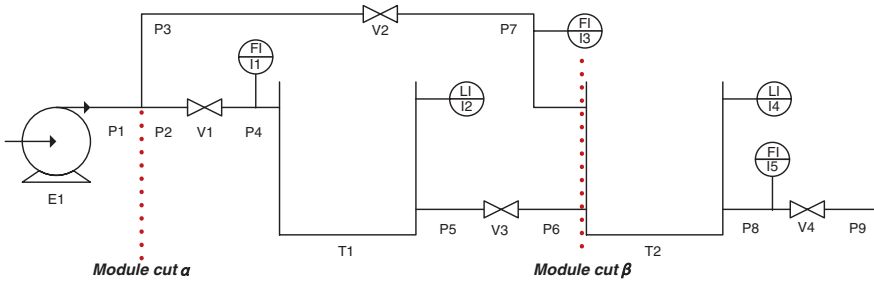 P3
V2
P7
FI
I3
FI
I1
LI
I2
LI
I4
P1
P2
V1
P4
FI
I5
E1
P5
V3
P6
P8
V4
P9
T1
T2
Module cut α
Module cut β